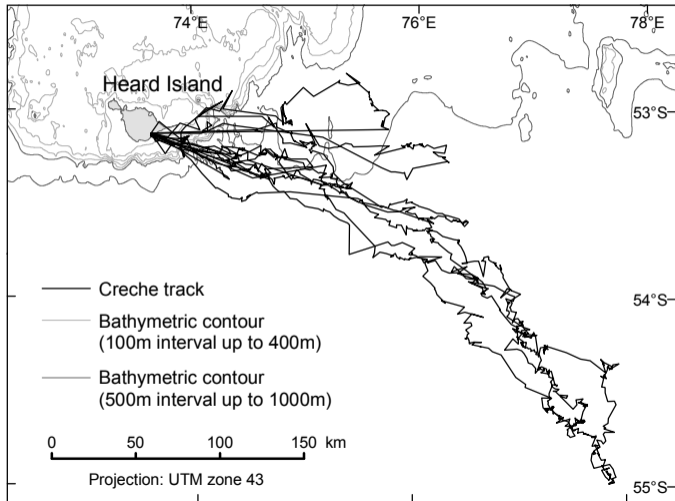 74°E 76°E 78°E
Heard Island
53°S
Creche track
54°S
Bathymetric contour
(100m interval up to 400m)
Bathymetric contour
(500m interval up to 1000m)
0 50 100 150 km
Projection: UTM zone 43
55°S